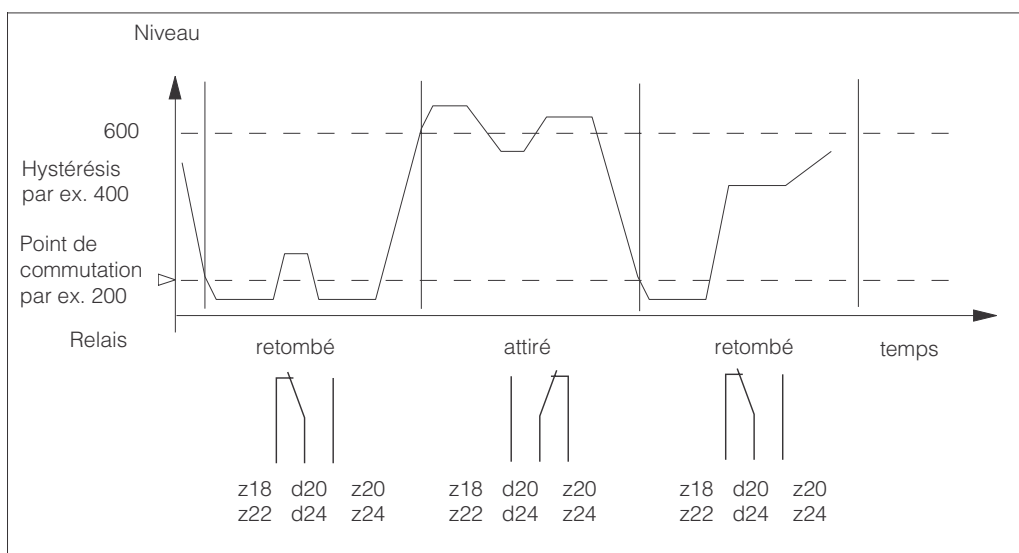 Niveau
600
Hystérésis
par ex. 400
Point de
commutation
par ex. 200
Relais
retombé attiré retombé temps
z18 d20 z20 z18 d20 z20 z18 d20 z20
z22 d24 z24 z22 d24 z24 z22 d24 z24